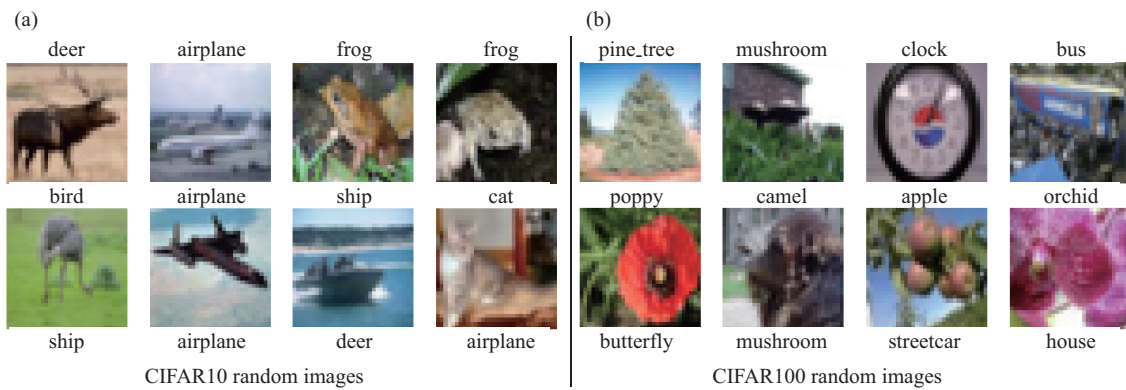 (a)
(b)
deer airplane frog frog
pine_tree mushroom clock bus
bird airplane ship cat
poppy camel apple orchid
ship airplane deer airplane
butterfly mushroom streetcar house
CIFAR10 random images
CIFAR100 random images